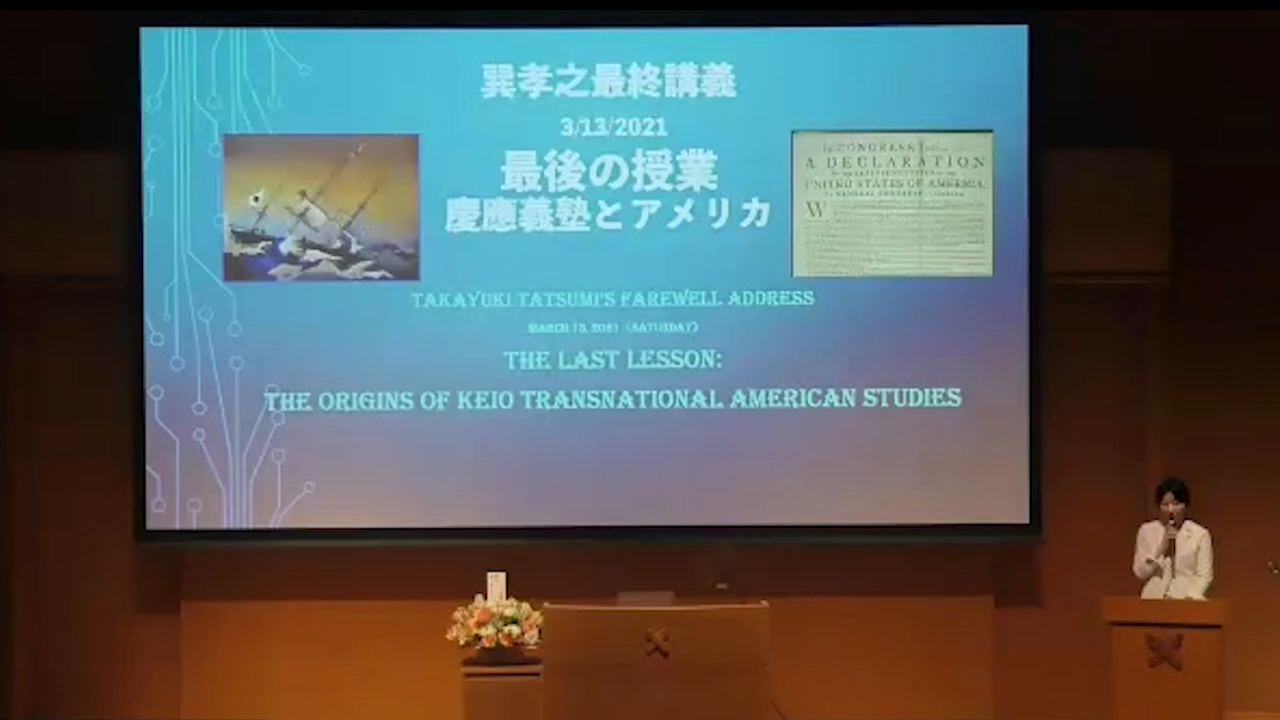 巽孝之最終講義
3/13/2021
最後の授業
慶應義塾とアメリカ
IN CONGRESS
A DECLARATION
UNITED STATES OF AMERICA,
W
TAKAYUKI TATSUMI'S FAREWELL ADDRESS
MARCH 13, 2021 (SATURDAY)
THE LAST LESSON:
THE ORIGINS OF KEIO TRANSNATIONAL AMERICAN STUDIES